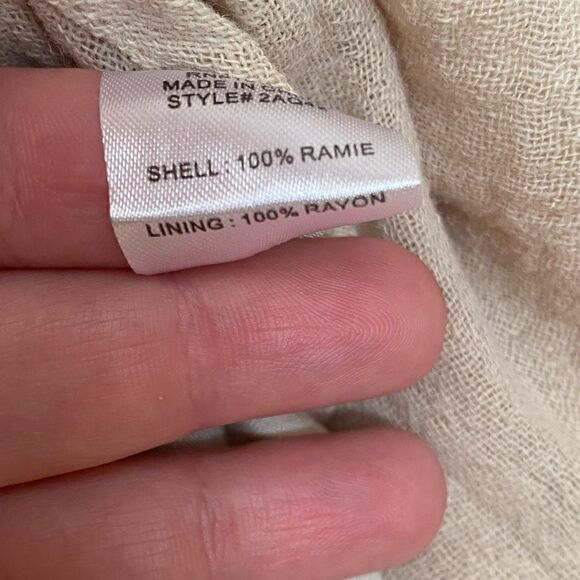 MADE IN
STYLE#
SHELL : 100% RAMIE
LINING : 100% RAYON